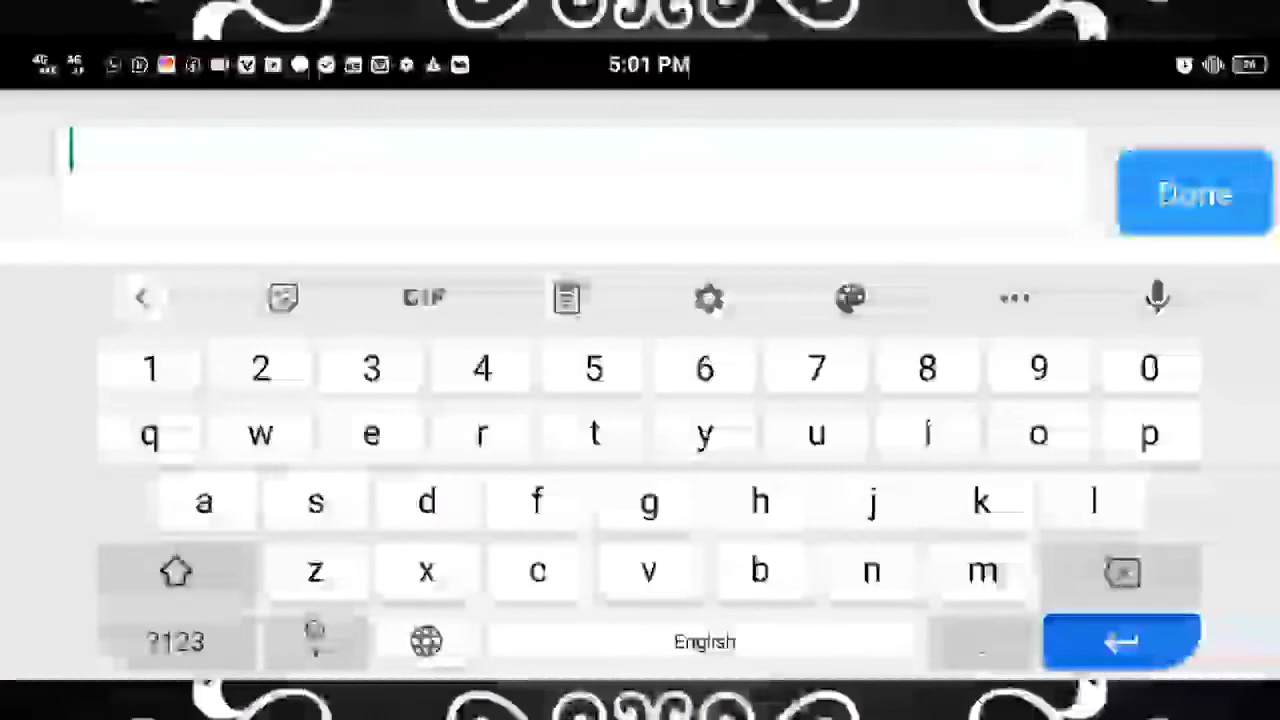 5:01 PM
Done
GIF
1 2 3 4 5 6 7 8 9 0
q w e r t y u i o p
a s d f g h j k l
z x c v b n m
?123 English .